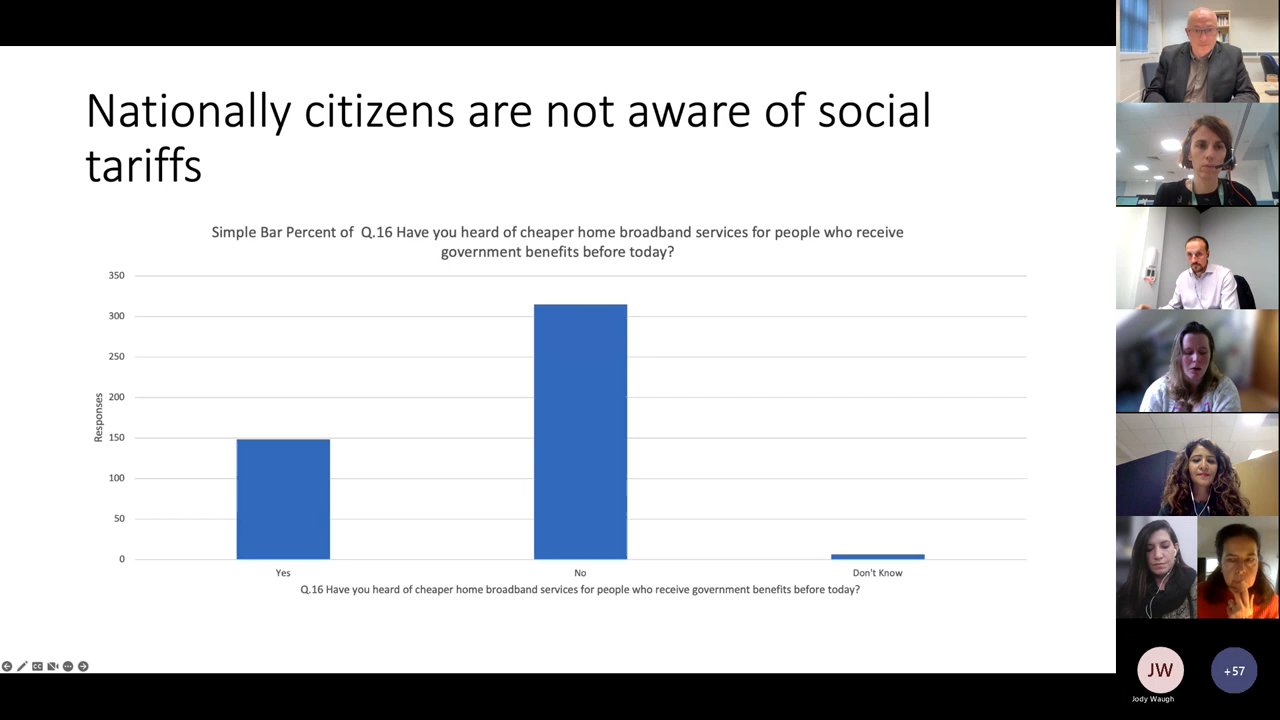 Nationally citizens are not aware of social
tariffs
Simple Bar Percent of Q.16 Have you heard of cheaper home broadband services for people who receive
government benefits before today?
350
300
250
200
150
100
50
0
Responses
Yes
No
Don't Know
Q.16 Have you heard of cheaper home broadband services for people who receive government benefits before today?
JW
+57
Jody Waugh